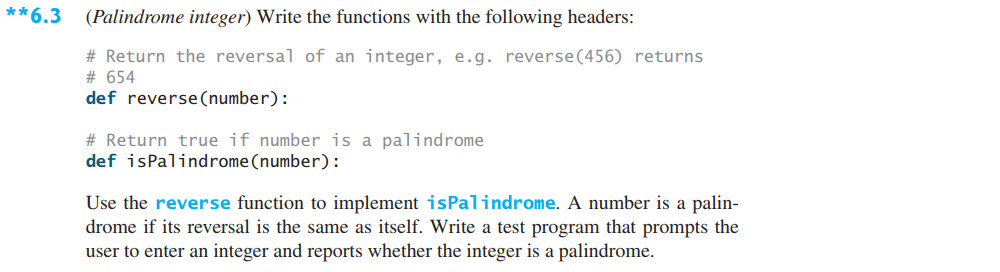 **6.3 (Palindrome integer) Write the functions with the following headers:
# Return the reversal of an integer, e.g. reverse(456) returns
# 654
def reverse(number):
# Return true if number is a palindrome
def isPalindrome(number):
Use the reverse function to implement isPalindrome. A number is a palin-
drome if its reversal is the same as itself. Write a test program that prompts the
user to enter an integer and reports whether the integer is a palindrome.